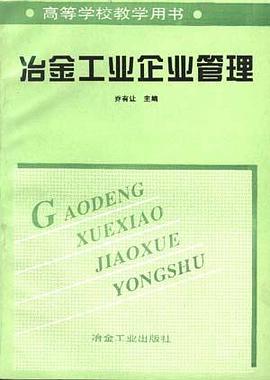 • 高等学校教学用书 •
冶金工业企业管理
乔有让 主编
GAODENG
XUEXIAO
JIAOXUE
YONGSHU
冶金工业出版社